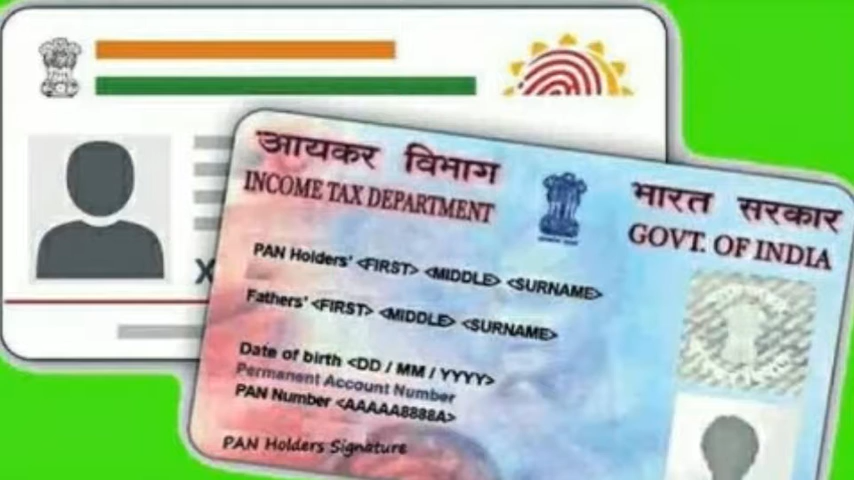 आयकर विभाग
INCOME TAX DEPARTMENT
भारत सरकार
GOVT. OF INDIA
PAN Holders' <FIRST> <MIDDLE> <SURNAME>
Fathers' <FIRST> <MIDDLE> <SURNAME>
Date of birth <DD / MM / YYYY>
Permanent Account Number
PAN Number <AAAAA8888A>
PAN Holders Signature
X